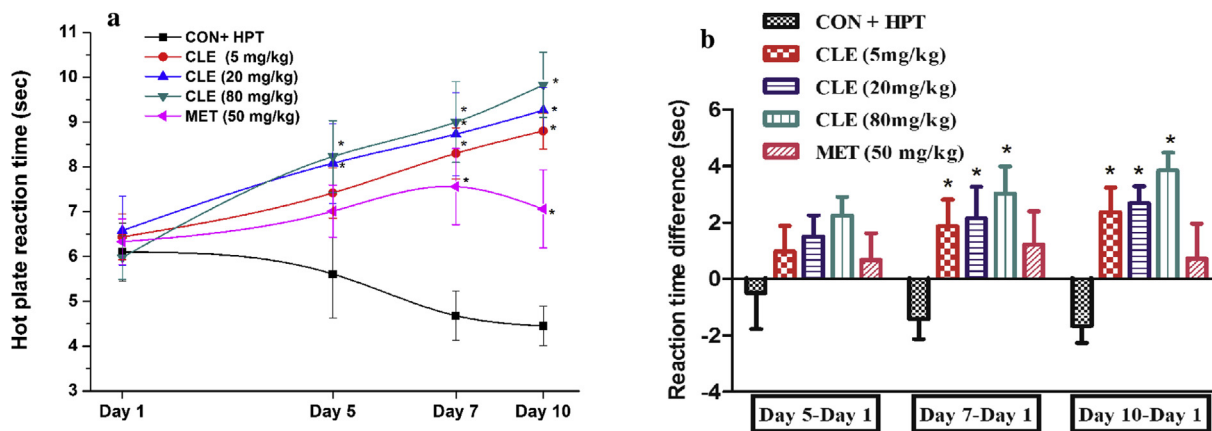 a
CON+ HPT
CLE (5 mg/kg)
CLE (20 mg/kg)
CLE (80 mg/kg)
MET (50 mg/kg)
Hot plate reaction time (sec)
11
10
9
8
7
6
5
4
3
* * *
* * * *
* * * *
Day 1
Day 5
Day 7
Day 10
b
CON + HPT
CLE (5mg/kg)
CLE (20mg/kg)
CLE (80mg/kg)
MET (50 mg/kg)
Reaction time difference (sec)
6
4
2
0
-2
-4
* * *
* * *
Day 5-Day 1
Day 7-Day 1
Day 10-Day 1